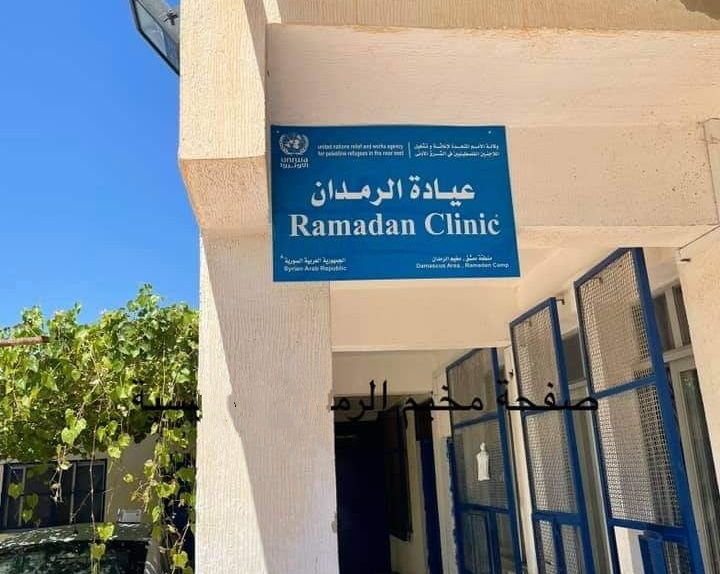 united nations relief and works agency
for palestine refugees in the near east
وكالة الأمم المتحدة لإغاثة و تشغيل
اللاجئين الفلسطينيين في الشرق الأدنى
unrwa
الأونروا
عيادة الرمدان
Ramadan Clinic
الجمهورية العربية السورية
Syrian Arab Republic
منطقة دمشق . مخيم الرمدان
Damascus Area . Ramadan Camp
صفحة مخيم